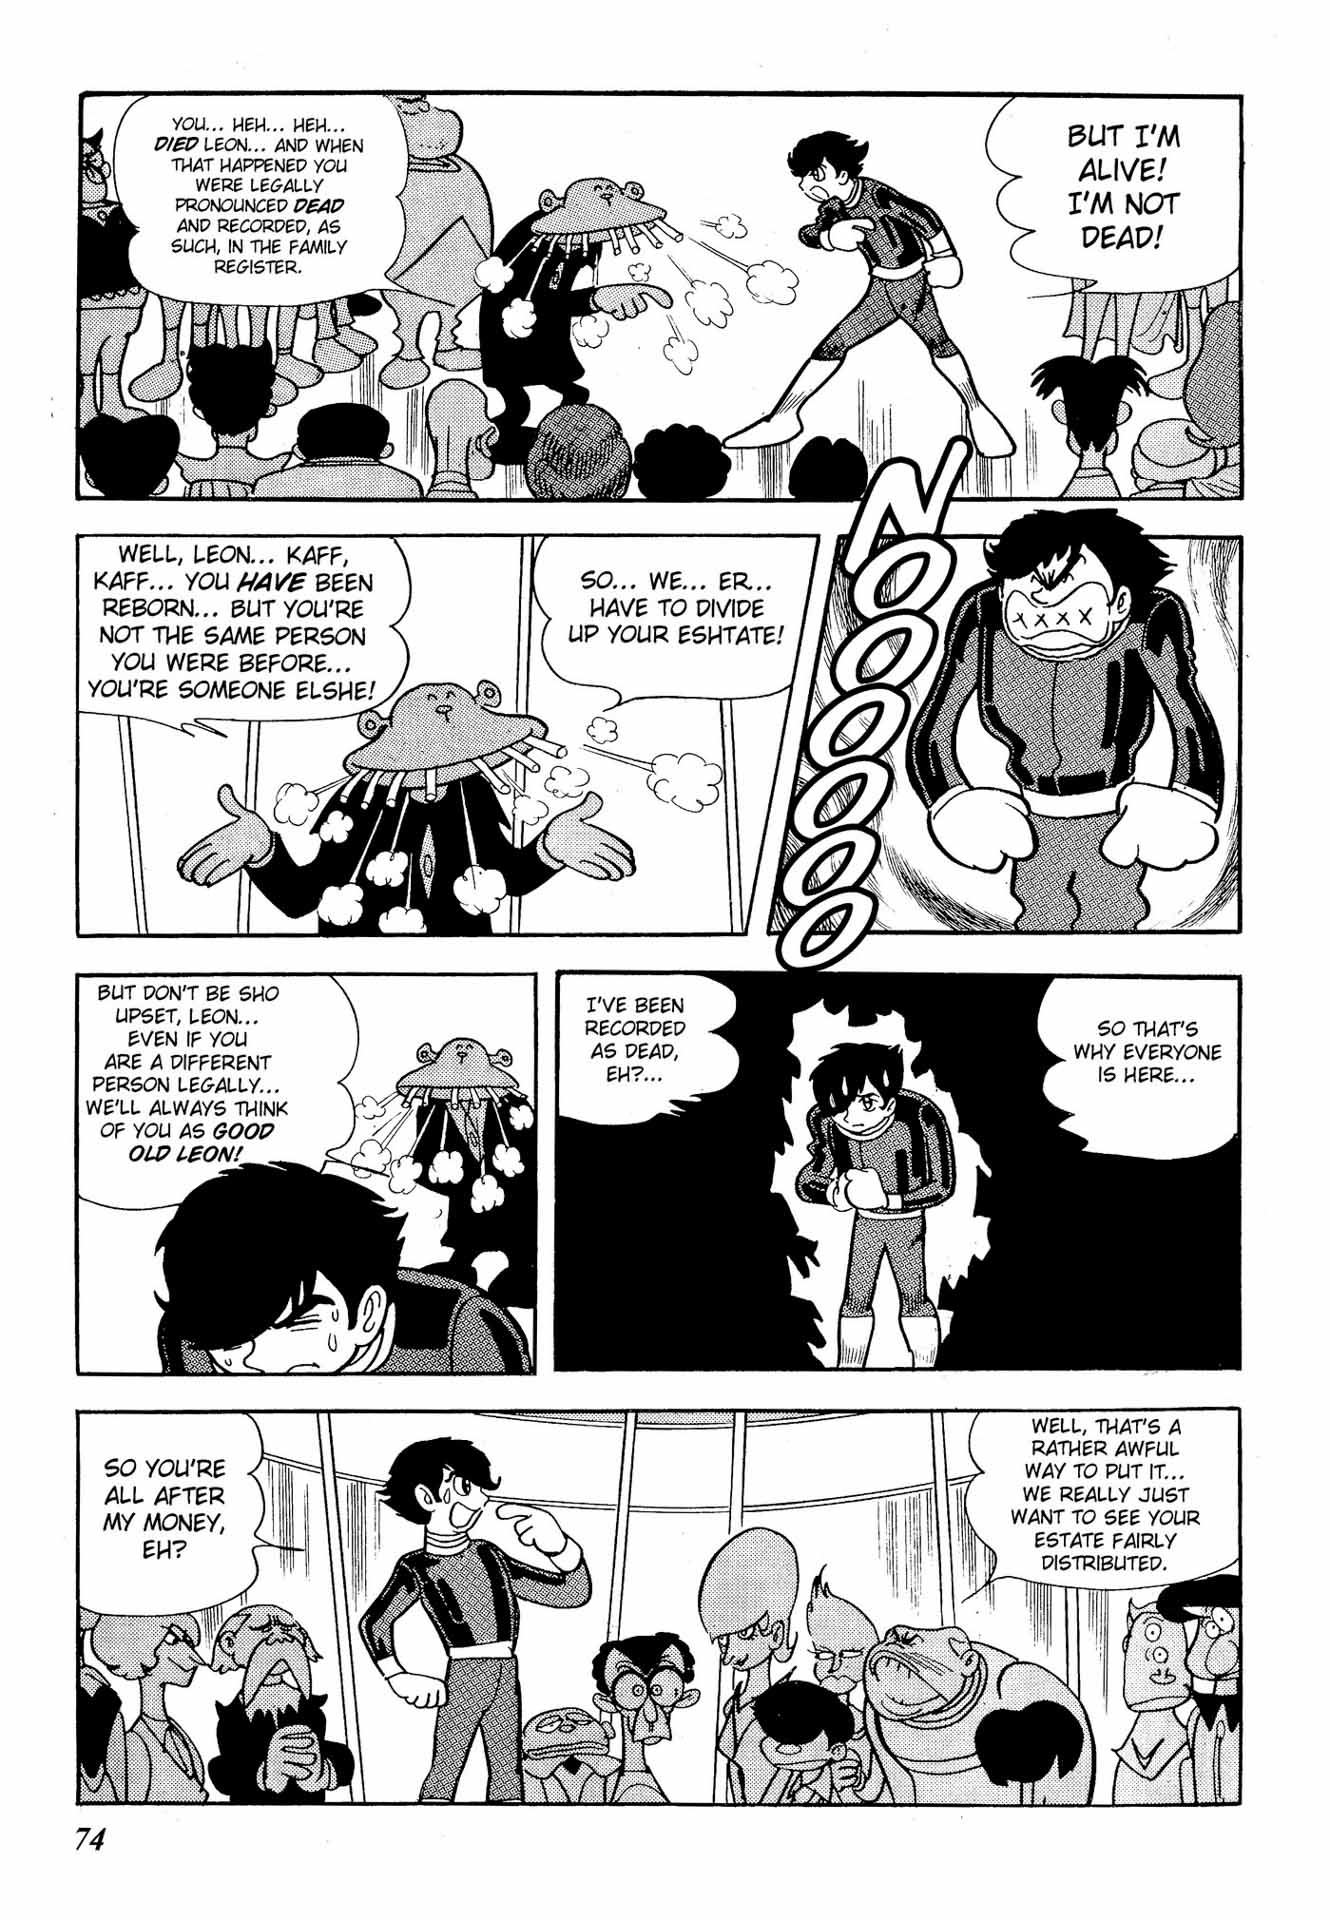 BUT I'M
ALIVE!
I'M NOT
DEAD!
YOU... HEH... HEH...
DIED LEON... AND WHEN
THAT HAPPENED YOU
WERE LEGALLY
PRONOUNCED DEAD
AND RECORDED, AS
SUCH, IN THE FAMILY
REGISTER.
WELL, LEON... KAFF,
KAFF... YOU HAVE BEEN
REBORN... BUT YOU'RE
NOT THE SAME PERSON
YOU WERE BEFORE...
YOU'RE SOMEONE ELSHE!
SO... WE... ER...
HAVE TO DIVIDE
UP YOUR ESHTATE!
NOOOOOOO
BUT DON'T BE SHO
UPSET, LEON...
EVEN IF YOU
ARE A DIFFERENT
PERSON LEGALLY...
WE'LL ALWAYS THINK
OF YOU AS GOOD
OLD LEON!
I'VE BEEN
RECORDED
AS DEAD,
EH?...
SO THAT'S
WHY EVERYONE
IS HERE...
SO YOU'RE
ALL AFTER
MY MONEY,
EH?
WELL, THAT'S A
RATHER AWFUL
WAY TO PUT IT...
WE REALLY JUST
WANT TO SEE YOUR
ESTATE FAIRLY
DISTRIBUTED.
74